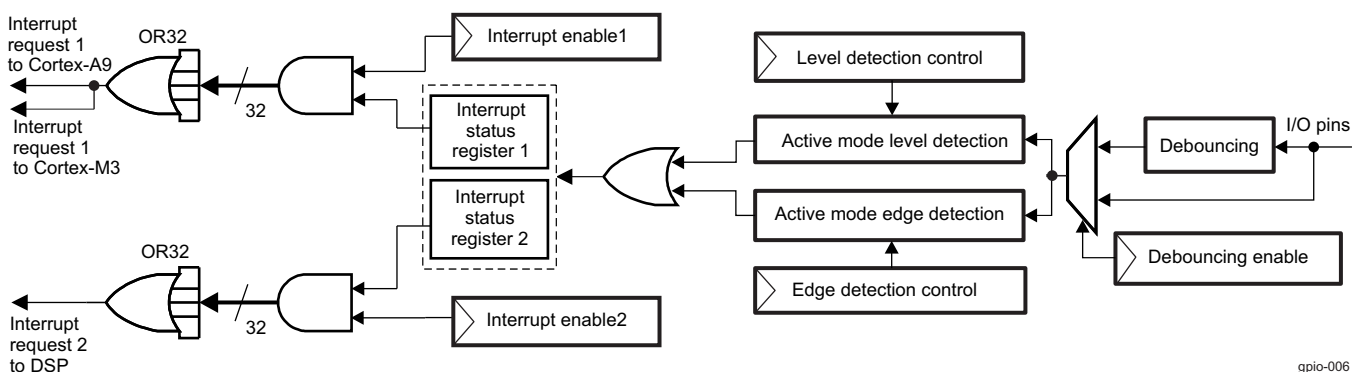 Interrupt
request 1
to Cortex-A9
OR32
32
Interrupt
request 1
to Cortex-M3
Interrupt enable1
Interrupt
status
register 1
Interrupt
status
register 2
Level detection control
Active mode level detection
Active mode edge detection
Edge detection control
Debouncing
I/O pins
Debouncing enable
OR32
32
Interrupt
request 2
to DSP
Interrupt enable2
gpio-006